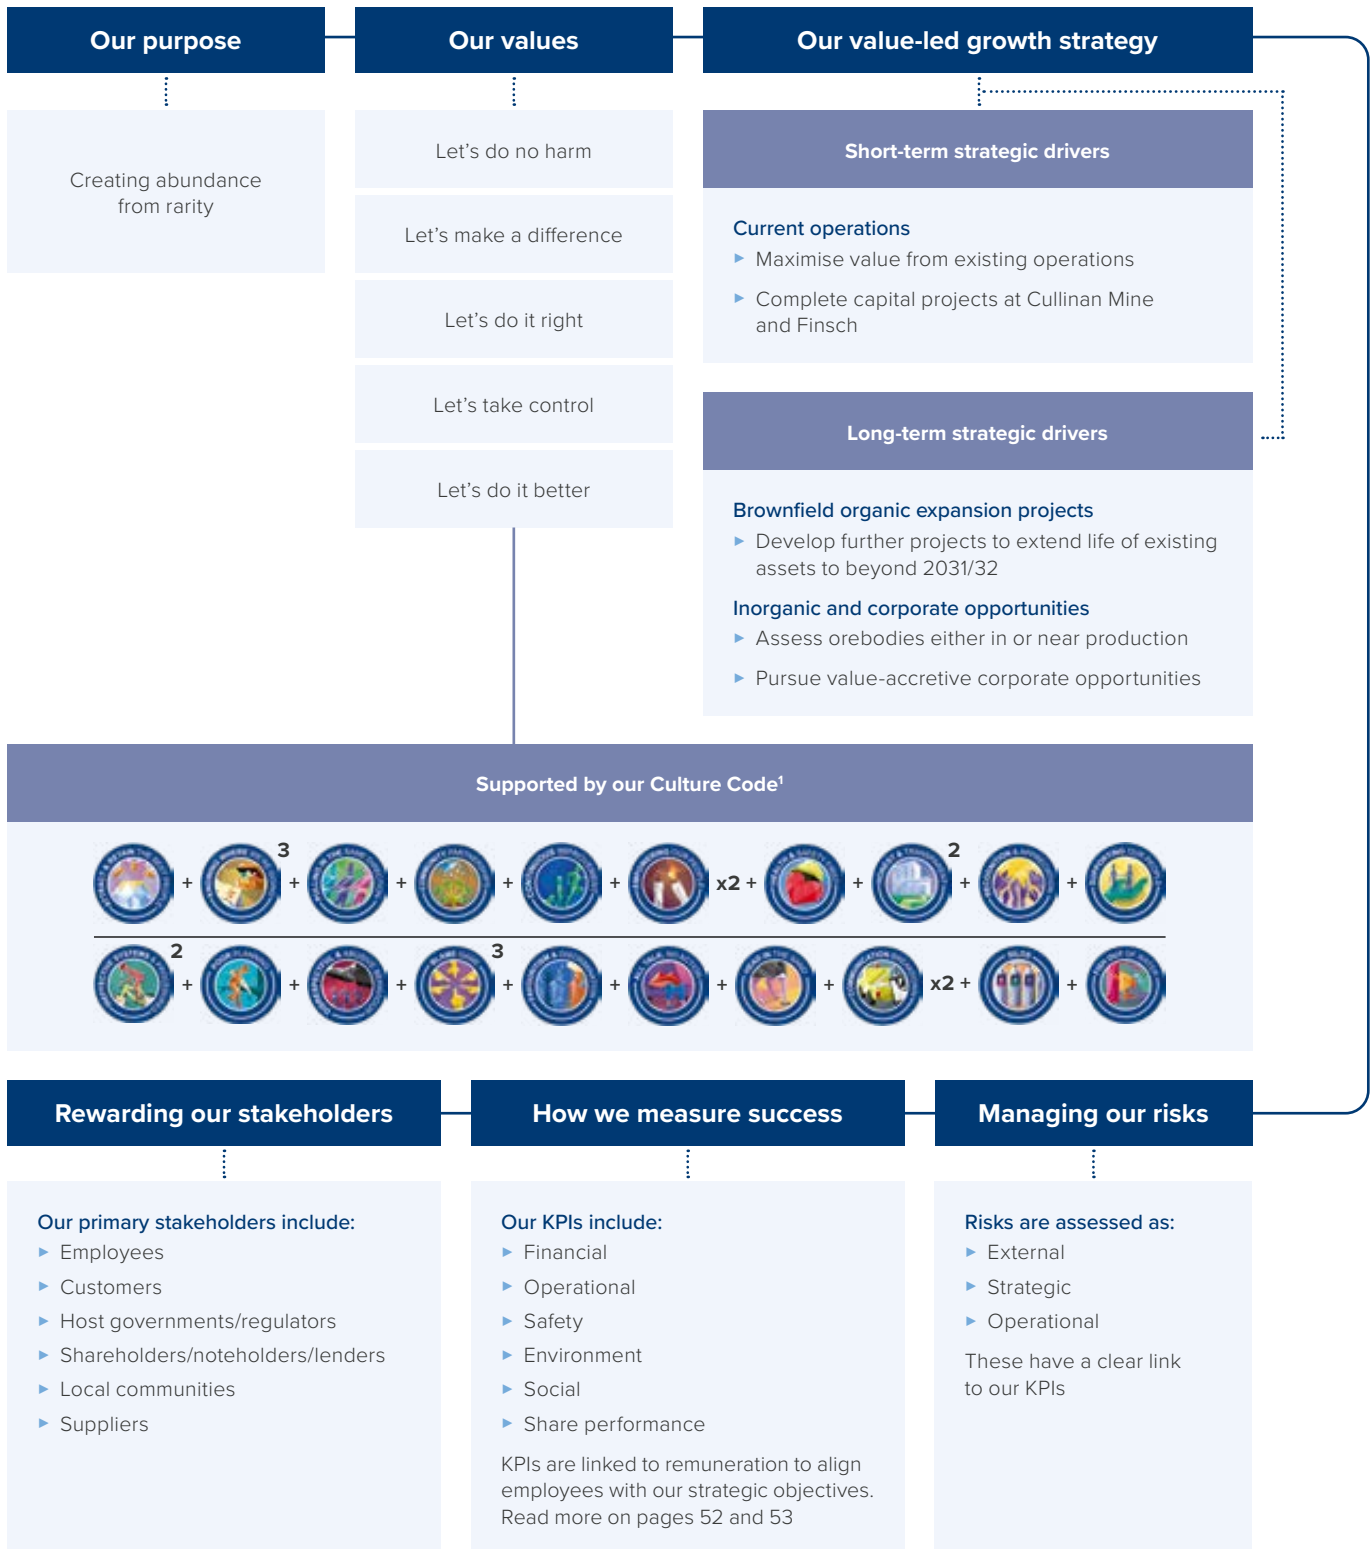 Our purpose
Creating abundance
from rarity
Our values
Let's do no harm
Let's make a difference
Let's do it right
Let's take control
Let's do it better
Our value-led growth strategy
Short-term strategic drivers
Current operations
▶ Maximise value from existing operations
▶ Complete capital projects at Cullinan Mine
and Finsch
Long-term strategic drivers
Brownfield organic expansion projects
▶ Develop further projects to extend life of existing
assets to beyond 2031/32
Inorganic and corporate opportunities
▶ Assess orebodies either in or near production
▶ Pursue value-accretive corporate opportunities
Supported by our Culture Code¹
+ 3 + + + + x2 + + 2 + +
2 + + + 3 + + + + x2 + +
Rewarding our stakeholders
Our primary stakeholders include:
▶ Employees
▶ Customers
▶ Host governments/regulators
▶ Shareholders/noteholders/lenders
▶ Local communities
▶ Suppliers
How we measure success
Our KPIs include:
▶ Financial
▶ Operational
▶ Safety
▶ Environment
▶ Social
▶ Share performance
KPIs are linked to remuneration to align
employees with our strategic objectives.
Read more on pages 52 and 53
Managing our risks
Risks are assessed as:
▶ External
▶ Strategic
▶ Operational
These have a clear link
to our KPIs